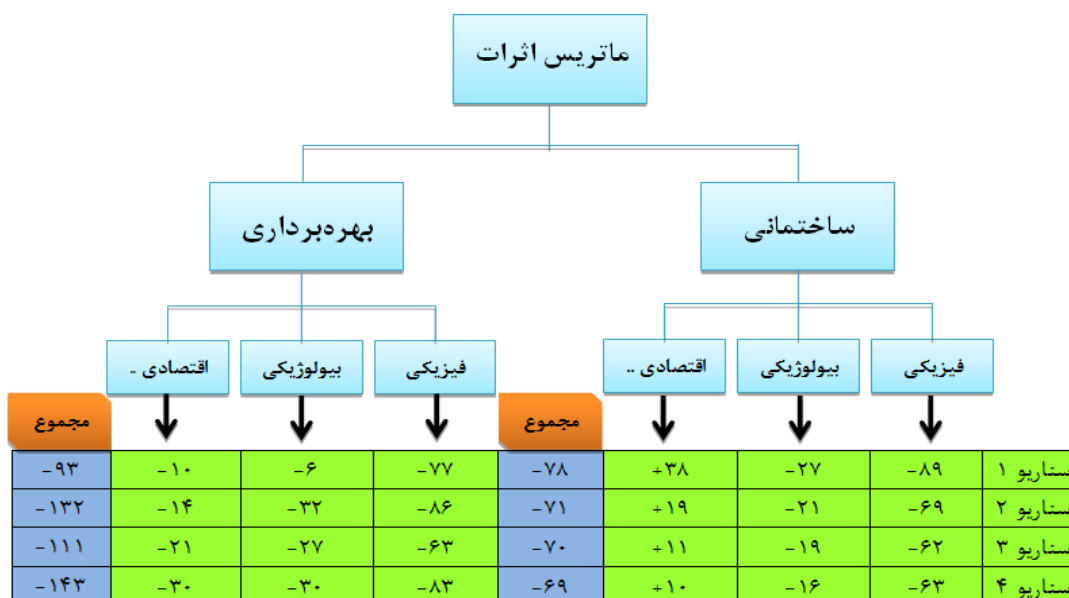 ماتریس اثرات
ساختمانی
بهره‌برداری
فیزیکی
بیولوژیکی
اقتصادی ..
مجموع
فیزیکی
بیولوژیکی
اقتصادی ..
مجموع
سناریو ۱ -۸۹ -۲۷ +۳۸ -۷۸ -۷۷ -۶ -۱۰ -۹۳
سناریو ۲ -۶۹ -۲۱ +۱۹ -۷۱ -۸۶ -۳۲ -۱۴ -۱۳۲
سناریو ۳ -۶۲ -۱۹ +۱۱ -۷۰ -۶۳ -۲۷ -۲۱ -۱۱۱
سناریو ۴ -۶۳ -۱۶ +۱۰ -۶۹ -۸۳ -۳۰ -۳۰ -۱۴۳